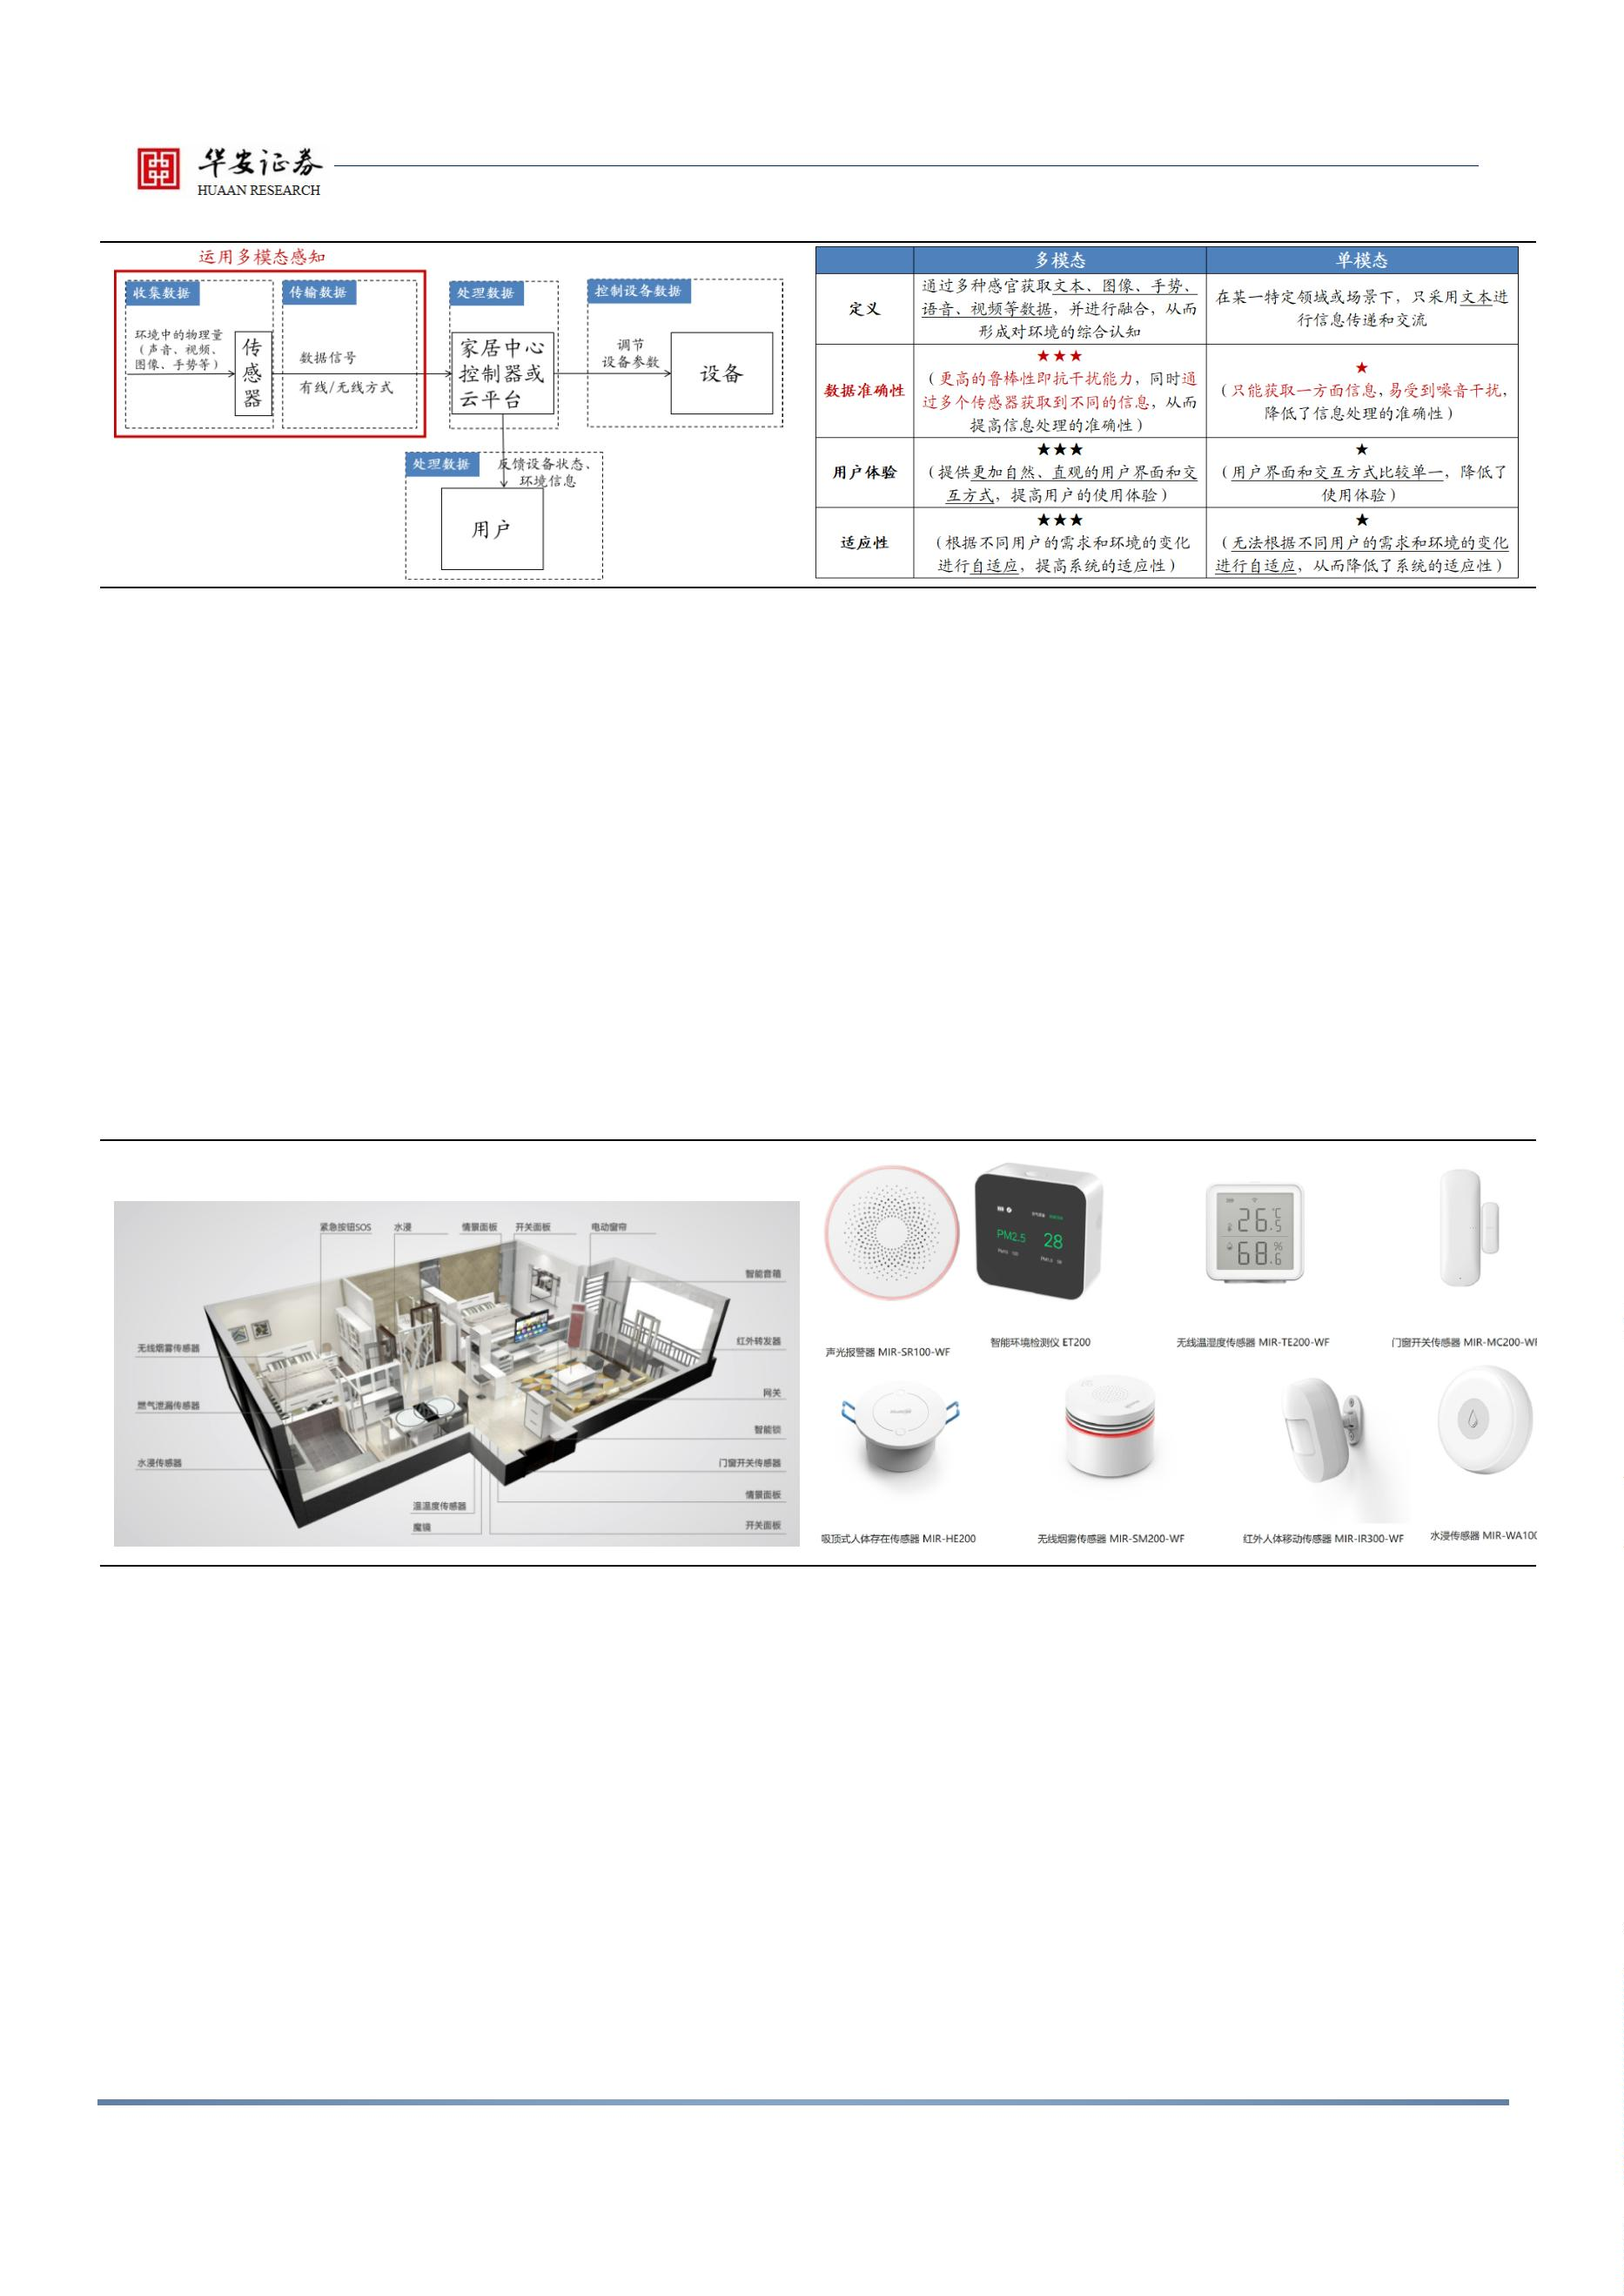 华安证券
HUAAN RESEARCH
运用多模态感知
收集数据
传输数据
处理数据
控制设备数据
环境中的物理量
（声音、视频、
图像、手势等）
传
感
器
数据信号
有线/无线方式
家居中心
控制器或
云平台
调节
设备参数
设备
处理数据
反馈设备状态、
环境信息
用户
多模态
单模态
定义
通过多种感官获取文本、图像、手势、
语音、视频等数据，并进行融合，从而
形成对环境的综合认知
在某一特定领域或场景下，只采用文本进
行信息传递和交流
数据准确性
★★★
（更高的鲁棒性即抗干扰能力，同时通
过多个传感器获取到不同的信息，从而
提高信息处理的准确性）
★
（只能获取一方面信息，易受到噪音干扰，
降低了信息处理的准确性）
用户体验
★★★
（提供更加自然、直观的用户界面和交
互方式，提高用户的使用体验）
★
（用户界面和交互方式比较单一，降低了
使用体验）
适应性
★★★
（根据不同用户的需求和环境的变化
进行自适应，提高系统的适应性）
★
（无法根据不同用户的需求和环境的变化
进行自适应，从而降低了系统的适应性）
紧急按钮SOS
水浸
情景面板
开关面板
电动窗帘
智能音箱
红外转发器
网关
智能锁
门窗开关传感器
情景面板
开关面板
无线烟雾传感器
燃气泄漏传感器
水浸传感器
温湿度传感器
魔镜
PM2.5
28
26.5
℃
68.6
%
声光报警器 MIR-SR100-WF
智能环境检测仪 ET200
无线温湿度传感器 MIR-TE200-WF
门窗开关传感器 MIR-MC200-WF
吸顶式人体存在传感器 MIR-HE200
无线烟雾传感器 MIR-SM200-WF
红外人体移动传感器 MIR-IR300-WF
水浸传感器 MIR-WA100